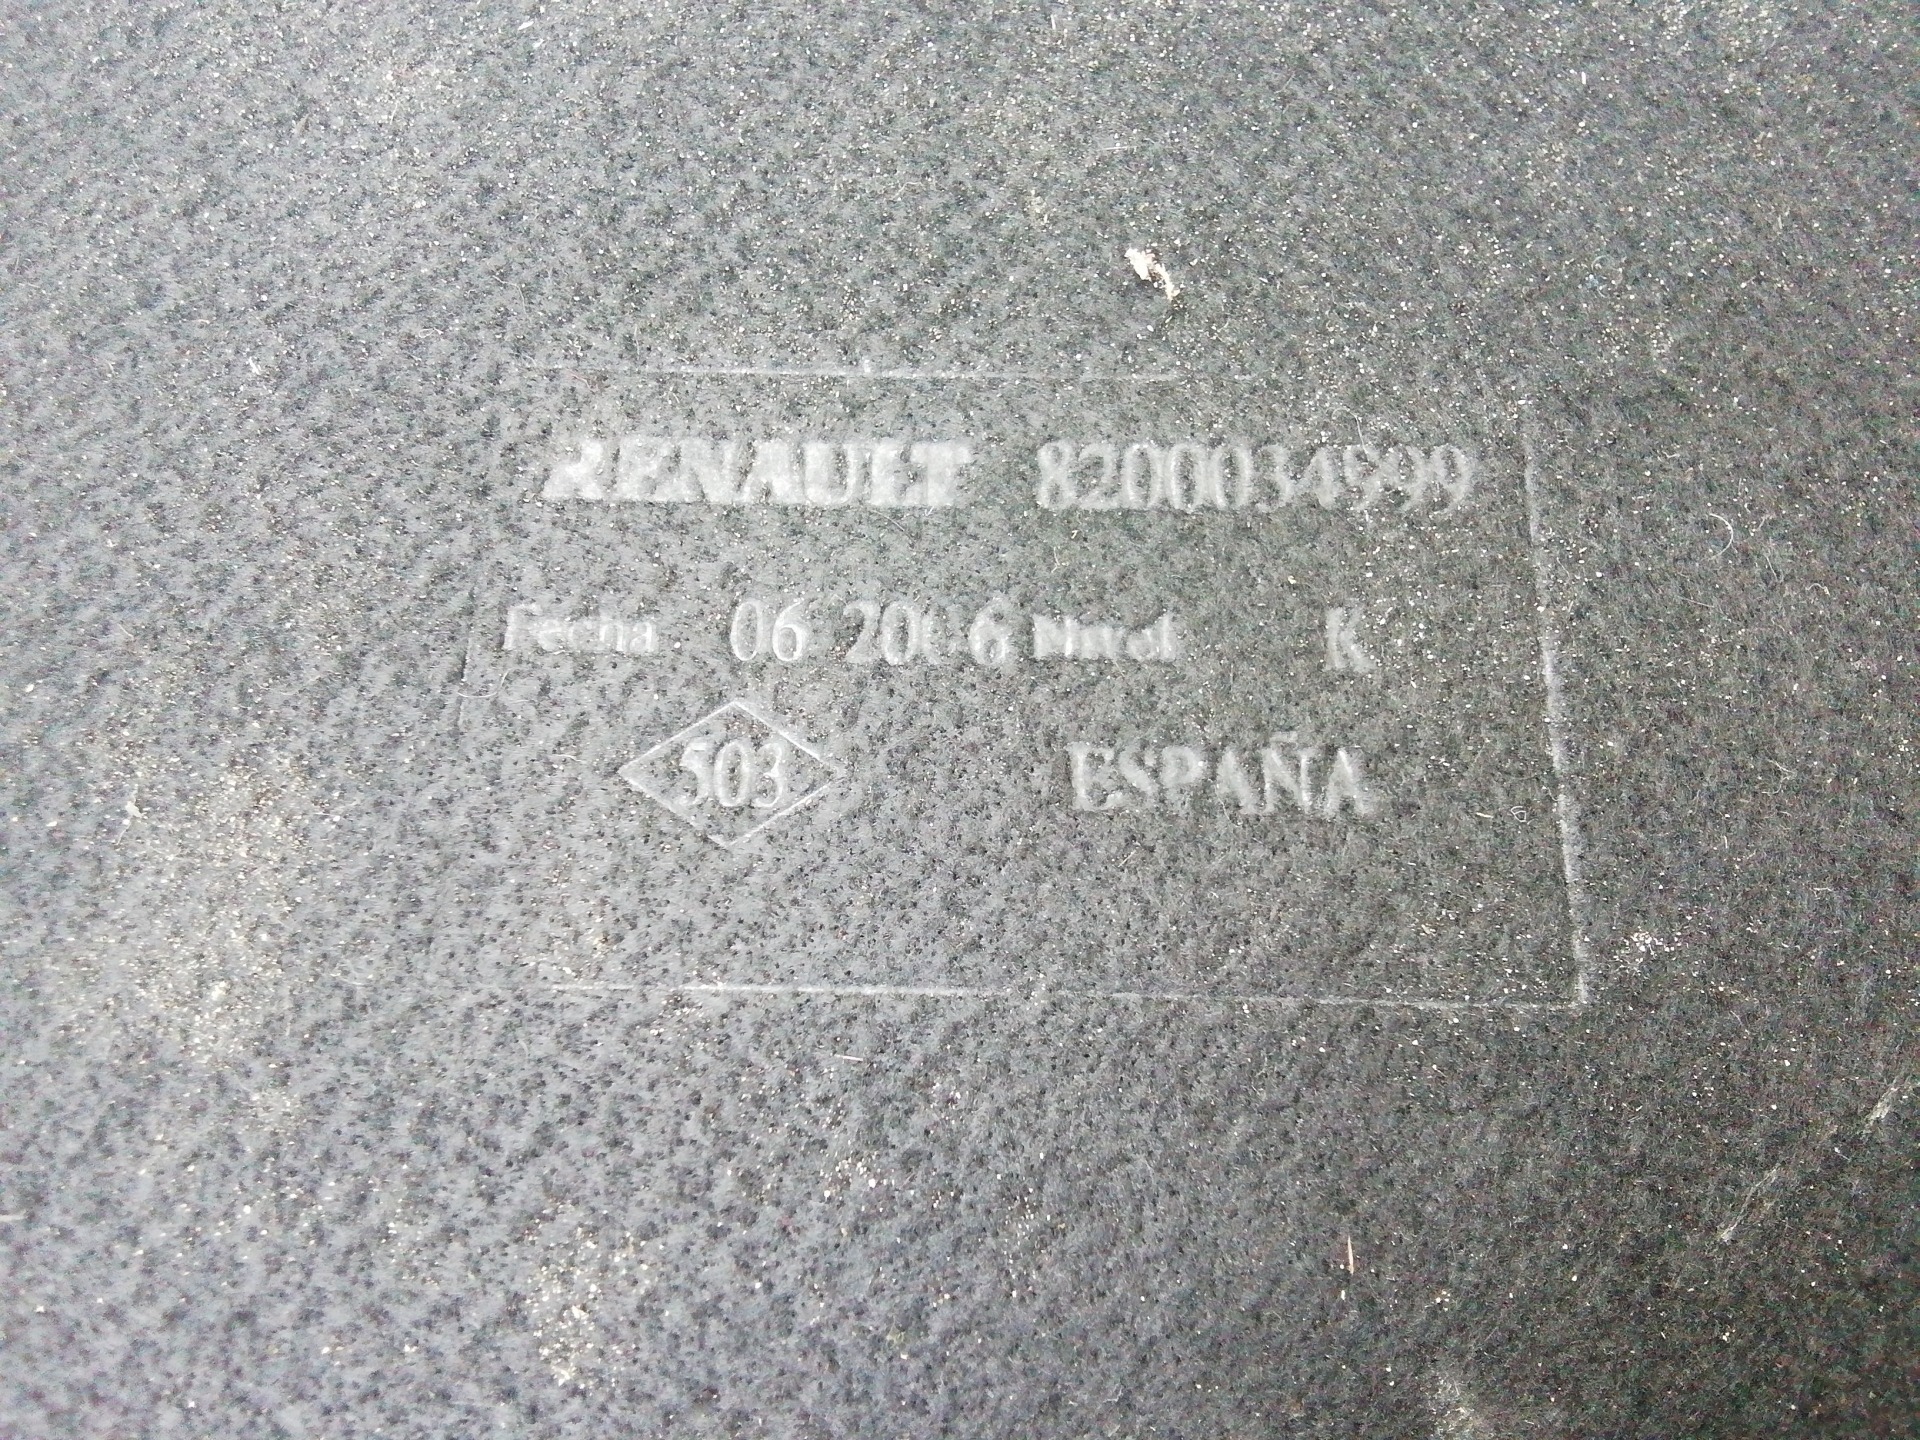 RENAULT 8200034999
Fecha 06 2006 Nivel K
503 ESPAÑA